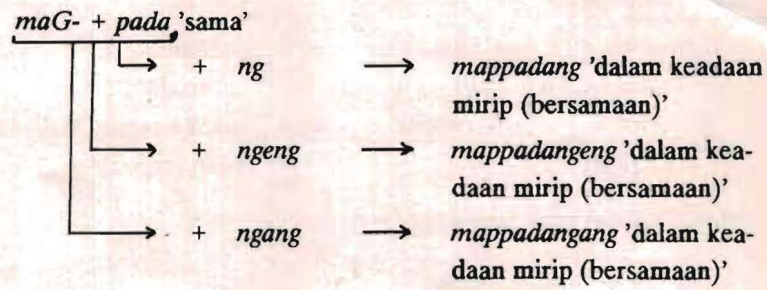 maG- + pada 'sama'
+ ng → mappadang 'dalam keadaan
mirip (bersamaan)'
+ ngeng → mappadangeng 'dalam kea-
daan mirip (bersamaan)'
+ ngang → mappadangang 'dalam kea-
daan mirip (bersamaan)'